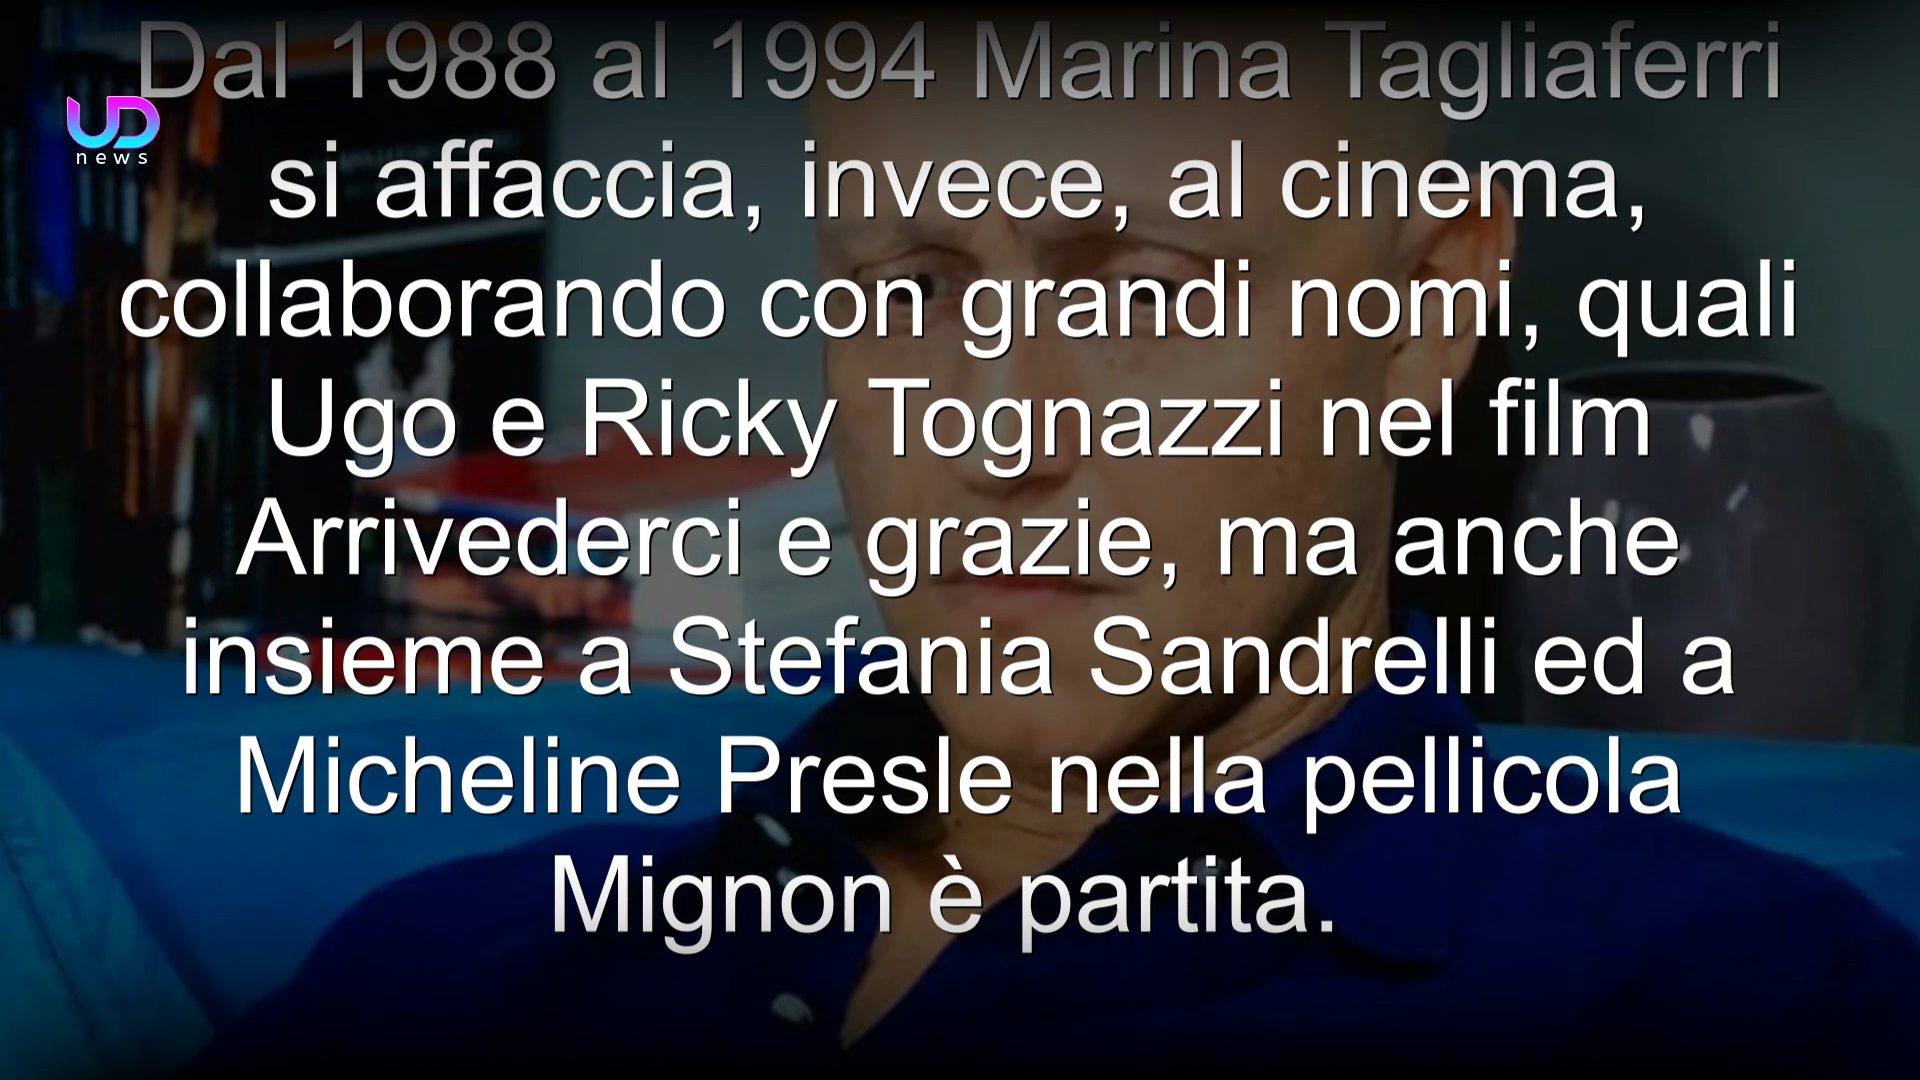 Dal 1988 al 1994 Marina Tagliaferri
UD
news
si affaccia, invece, al cinema,
collaborando con grandi nomi, quali
Ugo e Ricky Tognazzi nel film
Arrivederci e grazie, ma anche
insieme a Stefania Sandrelli ed a
Micheline Presle nella pellicola
Mignon è partita.